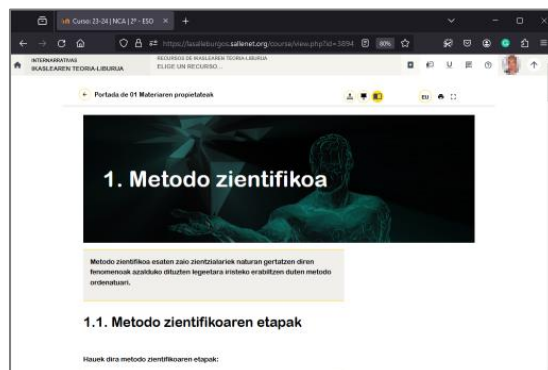 Curso: 23-24 | NCA | 2º - ESO
https://lasalleburgos.sallenet.org/course/view.php?id=3894
80%
INTERNARRATIVAS
IKASLEAREN TEORIA-LIBURUA
RECURSOS DE IKASLEAREN TEORIA-LIBURUA
ELIGE UN RECURSO...
Portada de 01 Materiaren propietateak
EU
1. Metodo zientifikoa
Metodo zientifikoa esaten zaio zientzialariek naturan gertatzen diren
fenomenoak azalduko dituzten legeetara iristeko erabiltzen duten metodo
ordenatuari.
1.1. Metodo zientifikoaren etapak
Hauek dira metodo zientifikoaren etapak: